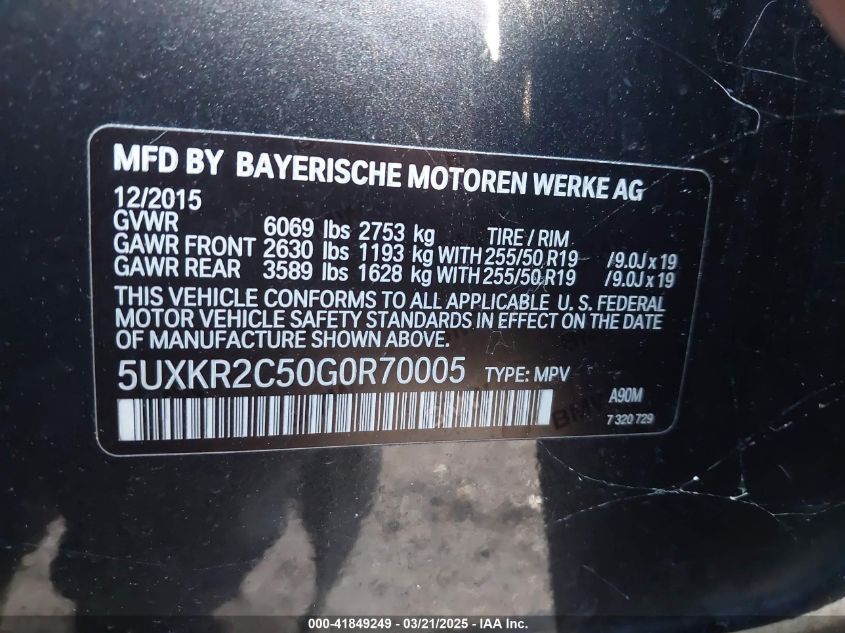 MFD BY BAYERISCHE MOTOREN WERKE AG
12/2015
GVWR 6069 lbs 2753 kg TIRE / RIM
GAWR FRONT 2630 lbs 1193 kg WITH 255/50 R19 /9.0J x 19
GAWR REAR 3589 lbs 1628 kg WITH 255/50 R19 /9.0J x 19
THIS VEHICLE CONFORMS TO ALL APPLICABLE U. S. FEDERAL
MOTOR VEHICLE SAFETY STANDARDS IN EFFECT ON THE DATE
OF MANUFACTURE SHOWN ABOVE.
5UXKR2C50G0R70005 TYPE: MPV
A90M
7 320 729
BMW
000-41849249 - 03/21/2025 - IAA Inc.